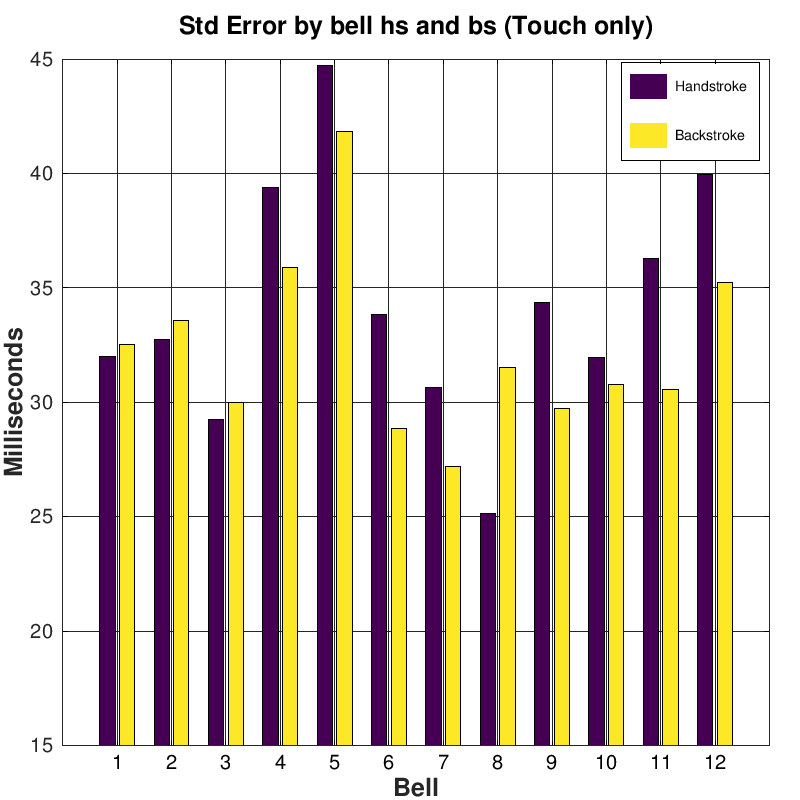 Std Error by bell hs and bs (Touch only)
Handstroke
Backstroke
45
40
35
30
25
20
15
Milliseconds
1 2 3 4 5 6 7 8 9 10 11 12
Bell